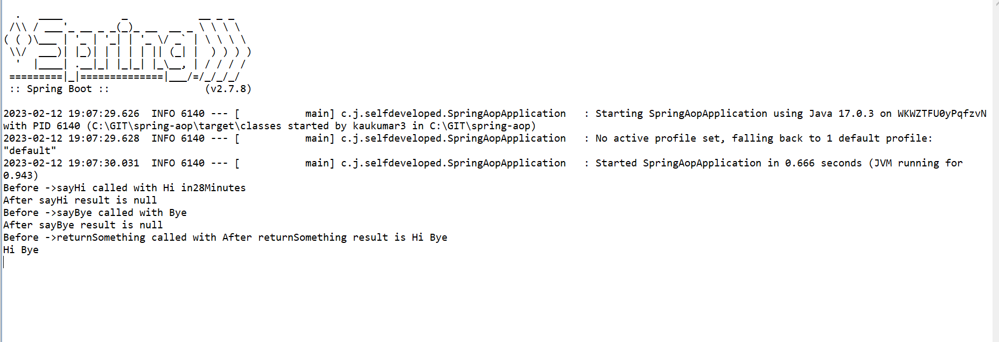 .   ____          _            __ _ _
 /\\ / ___'_ __ _ _(_)_ __  __ _ \ \ \ \
( ( )\___ | '_ | '_| | '_ \/ _` | \ \ \ \
 \\/  ___)| |_)| | | | | || (_| |  ) ) ) )
  '  |____| .__|_| |_|_| |_\__, | / / / /
 =========|_|==============|___/=/_/_/_/
 :: Spring Boot ::                (v2.7.8)
2023-02-12 19:07:29.626  INFO 6140 --- [           main] c.j.selfdeveloped.SpringAopApplication   : Starting SpringAopApplication using Java 17.0.3 on WKWZTFU0yPqfzvN
with PID 6140 (C:\GIT\spring-aop\target\classes started by kaukumar3 in C:\GIT\spring-aop)
2023-02-12 19:07:29.628  INFO 6140 --- [           main] c.j.selfdeveloped.SpringAopApplication   : No active profile set, falling back to 1 default profile:
"default"
2023-02-12 19:07:30.031  INFO 6140 --- [           main] c.j.selfdeveloped.SpringAopApplication   : Started SpringAopApplication in 0.666 seconds (JVM running for
0.943)
Before ->sayHi called with Hi in28Minutes
After sayHi result is null
Before ->sayBye called with Bye
After sayBye result is null
Before ->returnSomething called with After returnSomething result is Hi Bye
Hi Bye